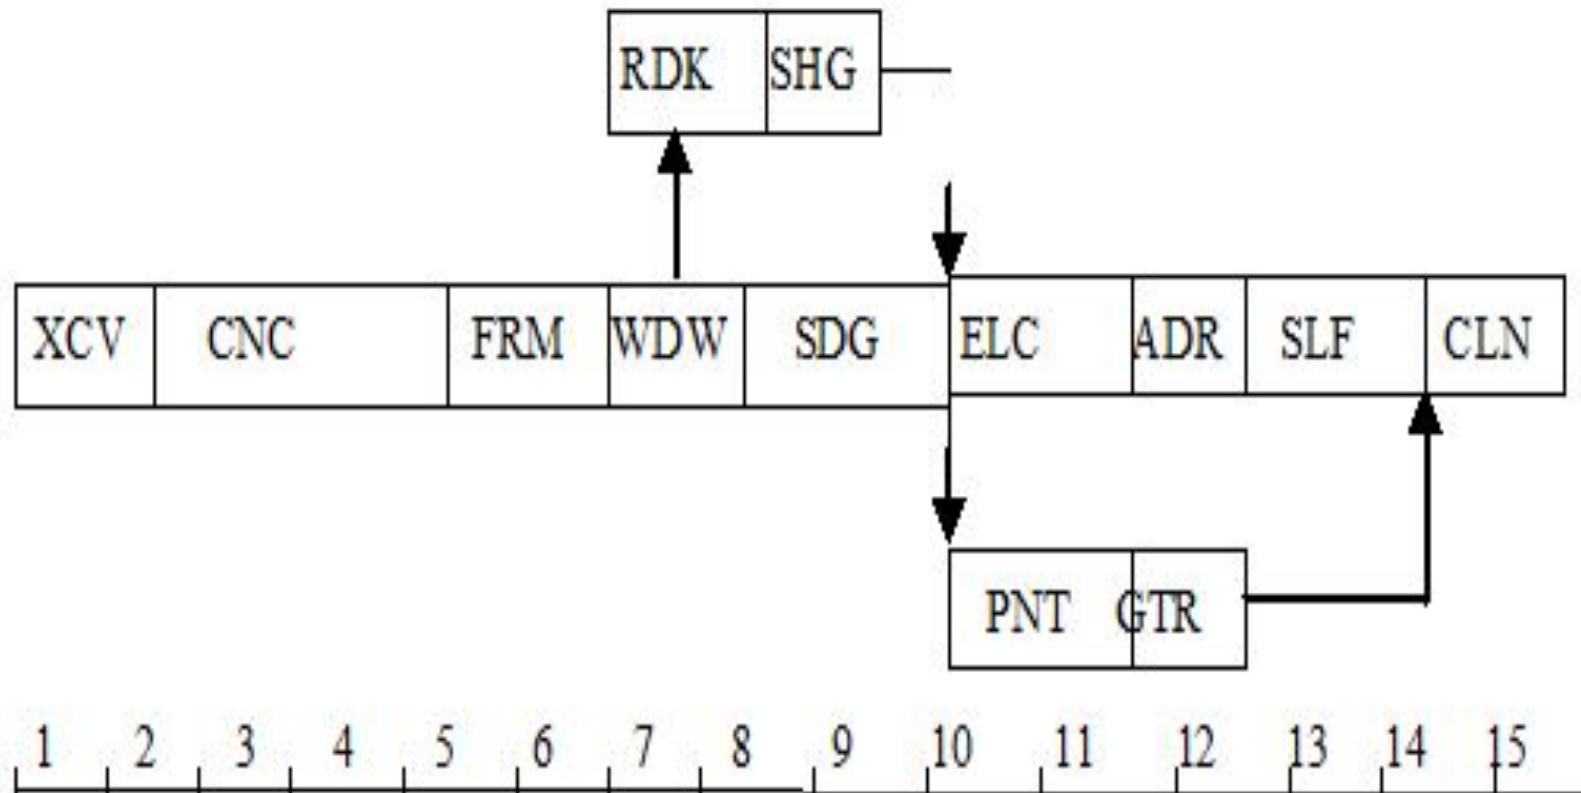 RDK SHG
XCV CNC FRM WDW SDG ELC ADR SLF CLN
PNT GTR
1 2 3 4 5 6 7 8 9 10 11 12 13 14 15